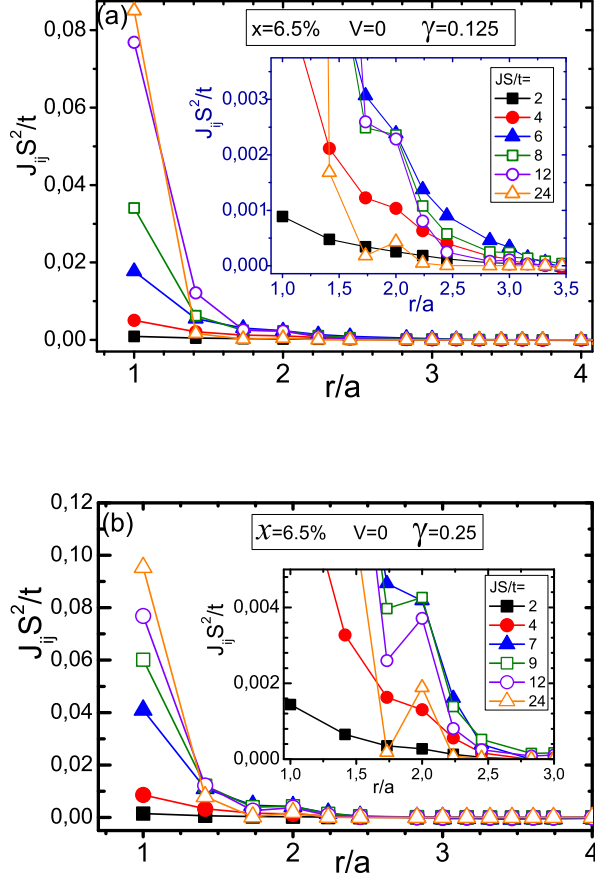 (a)
x=6.5% V=0 γ=0.125
JS/t=
2
4
6
8
12
24
J_ijS²/t
0,003
0,002
0,001
0,000
1,0 1,5 2,0 2,5 3,0 3,5
r/a
J_ijS²/t
0,08
0,06
0,04
0,02
0,00
1 2 3 4
r/a
(b)
x=6.5% V=0 γ=0.25
JS/t=
2
4
7
9
12
24
J_ijS²/t
0,004
0,002
0,000
1,0 1,5 2,0 2,5 3,0
r/a
J_ijS²/t
0,12
0,10
0,08
0,06
0,04
0,02
0,00
1 2 3 4
r/a